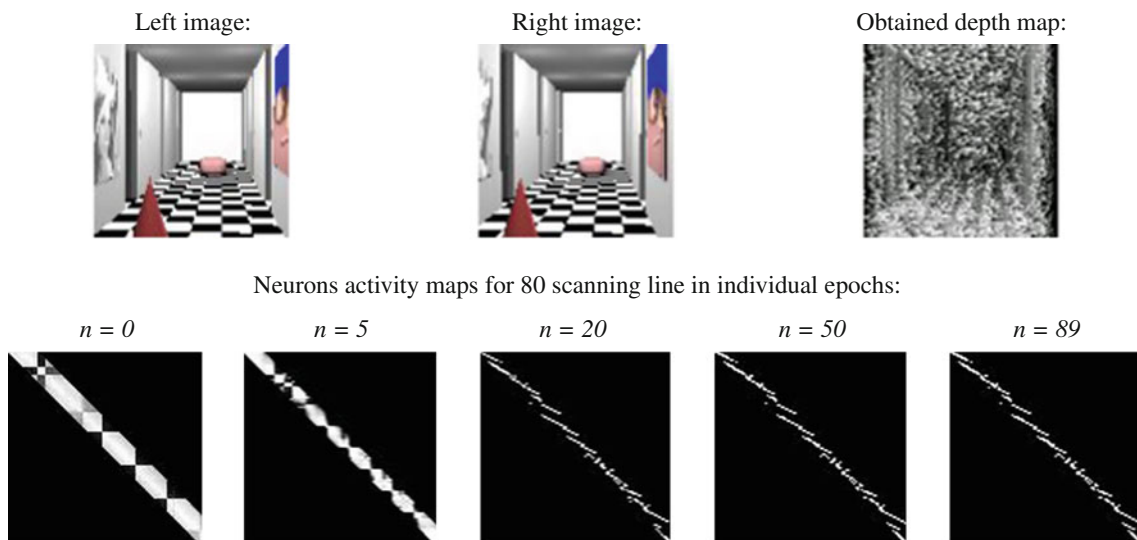 Left image:
Right image:
Obtained depth map:
Neurons activity maps for 80 scanning line in individual epochs:
n = 0
n = 5
n = 20
n = 50
n = 89